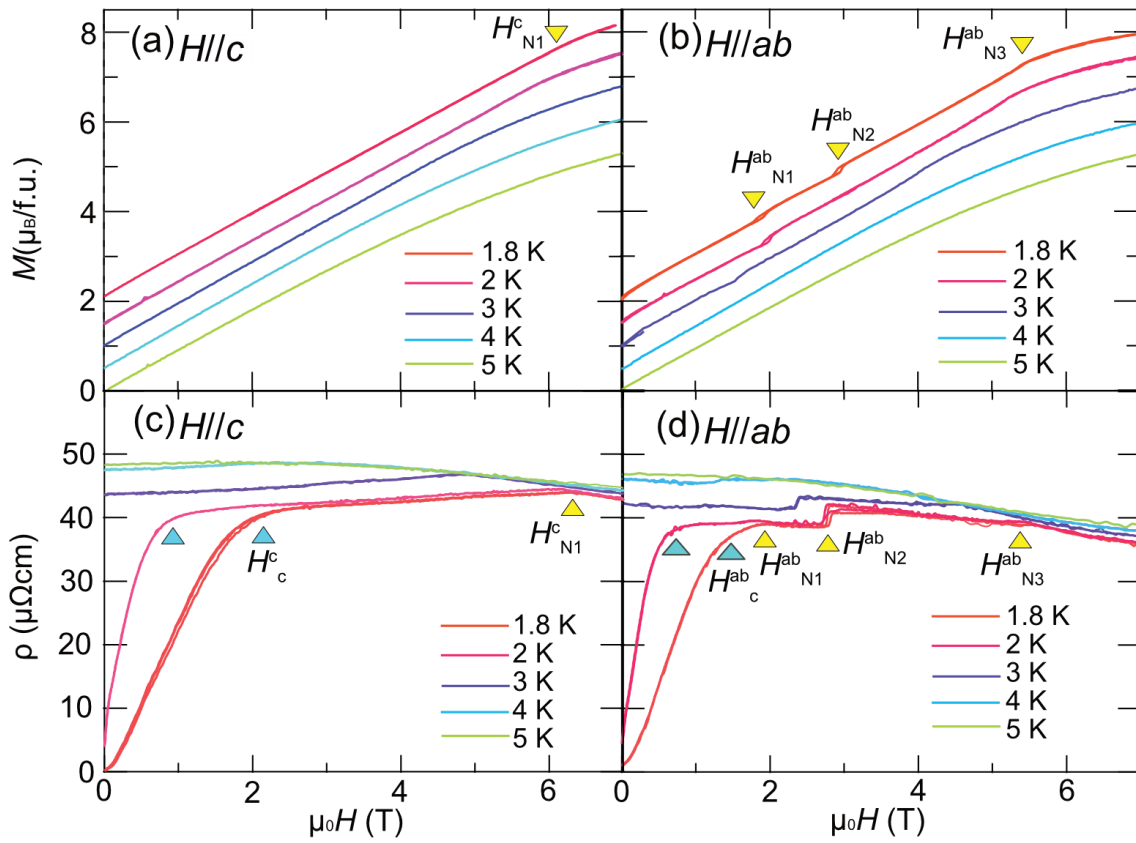 (a) H//c
H^c_N1
8
6
4
2
0
M(μB/f.u.)
1.8 K
2 K
3 K
4 K
5 K
(b) H//ab
H^ab_N3
H^ab_N2
H^ab_N1
1.8 K
2 K
3 K
4 K
5 K
(c) H//c
50
40
30
20
10
0
ρ (μΩcm)
H^c_c
H^c_N1
1.8 K
2 K
3 K
4 K
5 K
0 2 4 6
μ₀H (T)
(d) H//ab
H^ab_c
H^ab_N1
H^ab_N2
H^ab_N3
1.8 K
2 K
3 K
4 K
5 K
0 2 4 6
μ₀H (T)